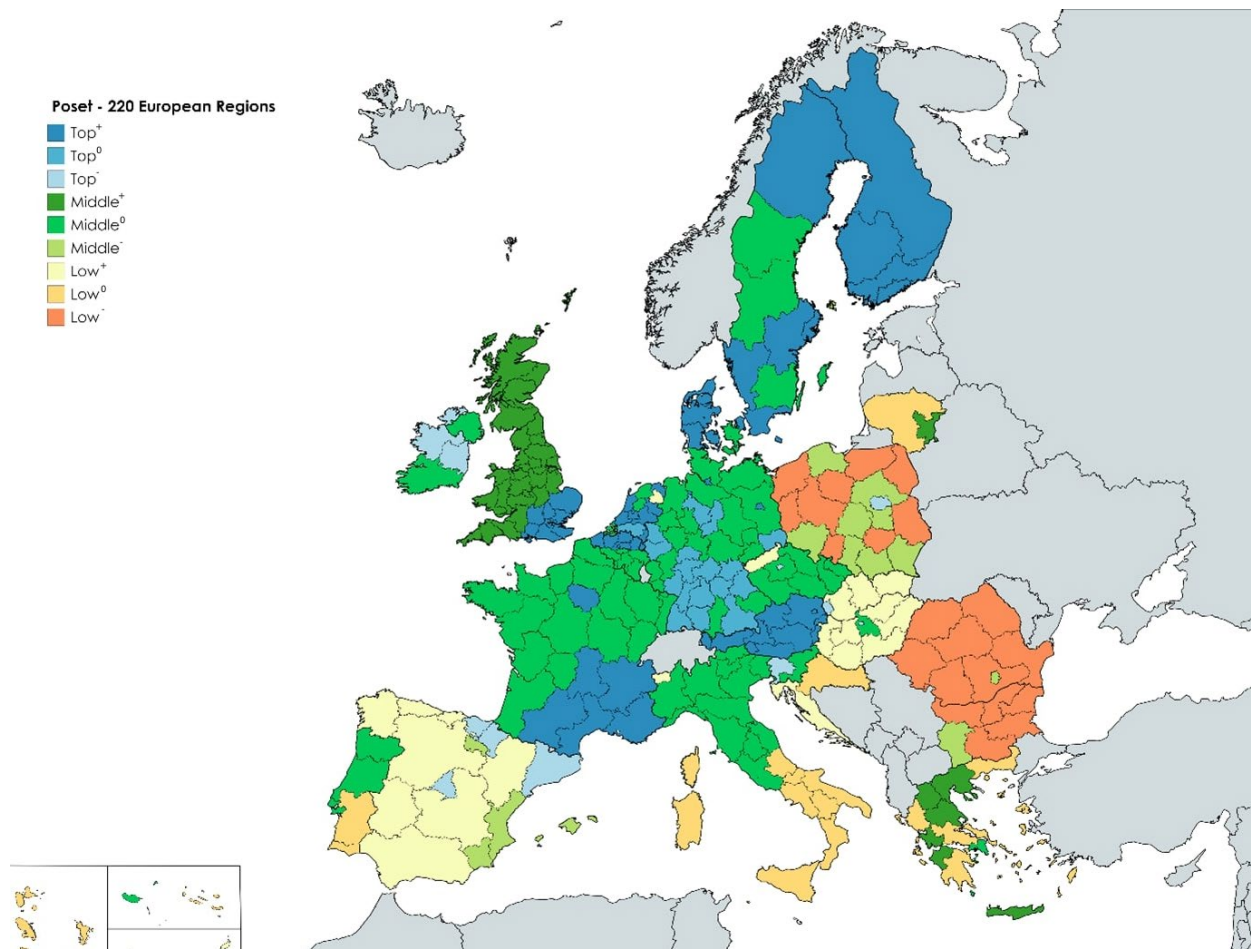 Poset - 220 European Regions
Top⁺
Top⁰
Top⁻
Middle⁺
Middle⁰
Middle⁻
Low⁺
Low⁰
Low⁻